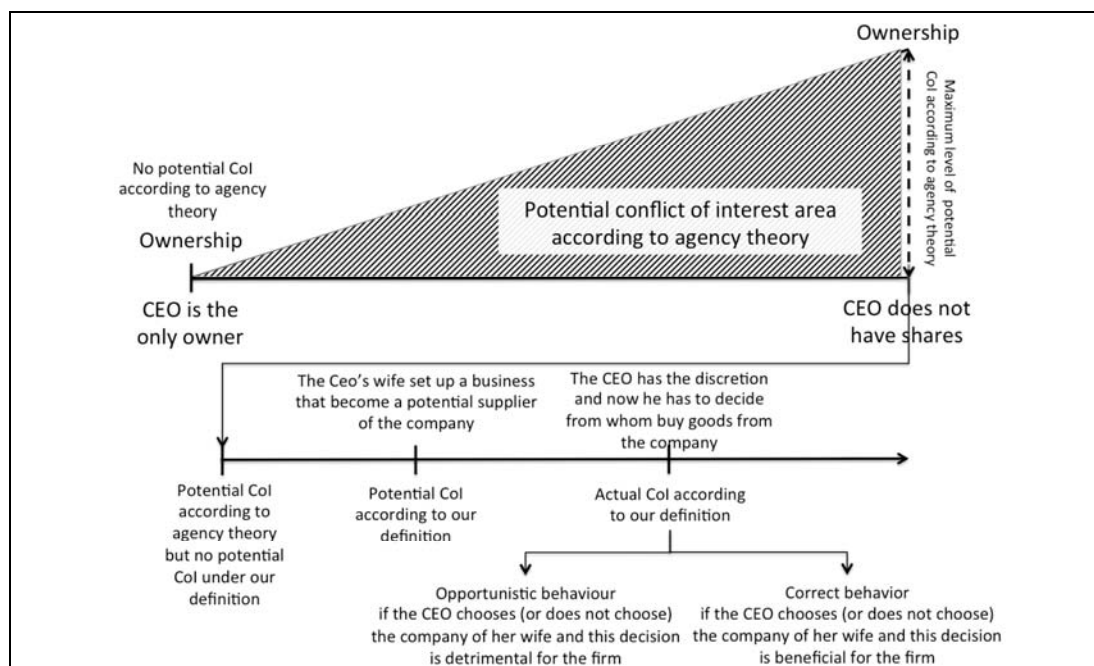 Ownership
Maximum level of potential
CoI according to agency theory
No potential CoI
according to agency
theory
Potential conflict of interest area
according to agency theory
Ownership
CEO is the
only owner
CEO does not
have shares
The Ceo's wife set up a business
that become a potential supplier
of the company
The CEO has the discretion
and now he has to decide
from whom buy goods from
the company
Potential CoI
according to
agency theory
but no potential
CoI under our
definition
Potential CoI
according to our
definition
Actual CoI according
to our definition
Opportunistic behaviour
if the CEO chooses (or does not choose)
the company of her wife and this decision
is detrimental for the firm
Correct behavior
if the CEO chooses (or does not choose)
the company of her wife and this decision
is beneficial for the firm